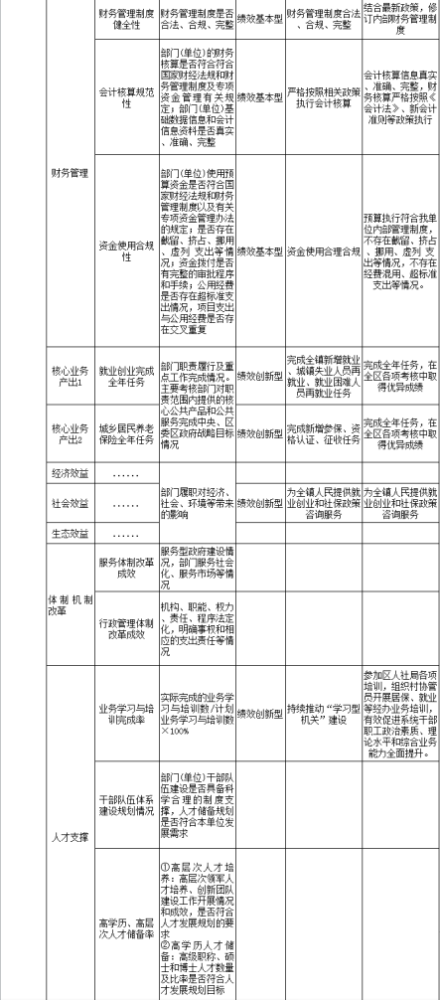 财务管理
财务管理制度
健全性
财务管理制度是否
合法、合规、完整
绩效基本型
财务管理制度合法
、合规、完整
结合最新政策，修
订内部财务管理制
度
会计核算规范
性
部门(单位)的财务
核算是否符合符合
国家财经法规和财
务管理制度及专项
资金管理有关规
定；部门(单位)基
础数据信息和会计
信息资料是否真实
、准确、完整
绩效基本型
严格按照相关政策
执行会计核算
会计核算信息真实
、准确、完整，财
务核算严格按照《
会计法》、新会计
准则等政策执行
资金使用合规
性
部门(单位)使用预
算资金是否符合国
家财经法规和财务
管理制度以及有关
专项资金管理办法
的规定；是否存在
截留、挤占、挪用
、虚列 支出等情
况；资金拨付是否
有完整的审批程序
和手续；公用经费
是否存在超标准支
出情况，项目支出
与公用经费是否存
在交叉重复
绩效基本型
资金使用合理合规
预算执行符合我单
位内部管理制度，
不存在截留、挤占
、挪用、虚列 支
出等情况，不存在
经费混用、超标准
支出等情况。
核心业务
产出1
就业创业完成
全年任务
部门职责履行及重
点工作完成情况。
主要考核部门对职
责范围内提供的核
心公共产品和公共
服务完成中央、区
委区政府战略目标
情况
绩效创新型
完成全镇新增就业
、城镇失业人员再
就业、就业困难人
员再就业任务
完成全年任务，在
全区各项考核中取
得优异成绩
核心业务
产出2
城乡居民养老
保险全年任务
绩效创新型
完成新增参保、资
格认证、征收任务
完成全年任务，在
全区各项考核中取
得优异成绩
经济效益
......
部门履职对经济、
社会、环境等带来
的影响
社会效益
......
绩效创新型
为全镇人民提供就
业创业和社保政策
咨询服务
为全镇人民提供就
业创业和社保政策
咨询服务
生态效益
......
体制机制
改革
服务体制改革
成效
服务型政府建设情
况，部门服务社会
化、服务市场等情
况
行政管理体制
改革成效
机构、职能、权力
、责任、程序法定
化，明确事权和相
应的支出责任等情
况
人才支撑
业务学习与培
训完成率
实际完成的业务学
习与培训数/计划
业务学习与培训数
×100%
绩效创新型
持续推动“学习型
机关”建设
参加区人社局各项
培训，组织村协管
员开展居保、就业
等经办业务培训，
有效促进系统干部
职工政治素质、理
论水平和综合业务
能力全面提升。
干部队伍体系
建设规划情况
部门(单位)干部队
伍建设是否具备科
学合理的制度支
撑，人才储备规划
是否符合本单位发
展需求
高学历、高层
次人才储备率
①高层次人才培
养：高层次领军人
才培养、创新团队
建设工作开展情况
和成效，是否符合
人才发展规划的要
求
②高学历人才储
备：高级职称、硕
士和博士人才数量
及比率是否符合人
才发展规划目标